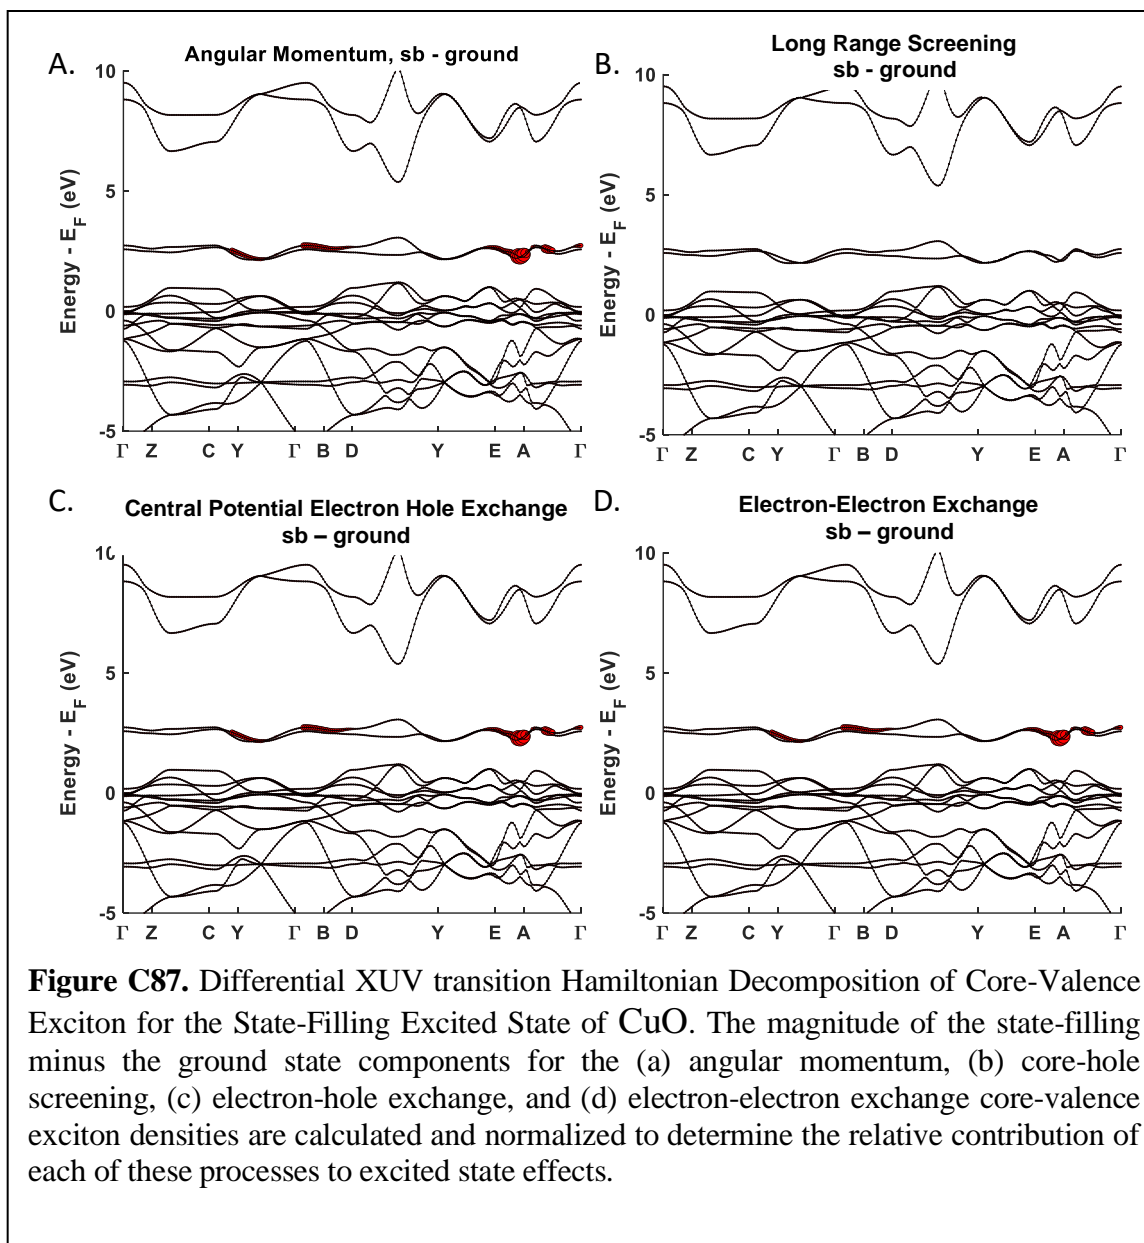 A.
Angular Momentum, sb - ground
10
5
0
-5
Energy - E_F (eV)
Γ Z C Y Γ B D Y E A Γ
B.
Long Range Screening
sb - ground
10
5
0
-5
Energy - E_F (eV)
Γ Z C Y Γ B D Y E A Γ
C.
Central Potential Electron Hole Exchange
sb – ground
10
5
0
-5
Energy - E_F (eV)
Γ Z C Y Γ B D Y E A Γ
D.
Electron-Electron Exchange
sb – ground
10
5
0
-5
Energy - E_F (eV)
Γ Z C Y Γ B D Y E A Γ
Figure C87. Differential XUV transition Hamiltonian Decomposition of Core-Valence
Exciton for the State-Filling Excited State of CuO. The magnitude of the state-filling
minus the ground state components for the (a) angular momentum, (b) core-hole
screening, (c) electron-hole exchange, and (d) electron-electron exchange core-valence
exciton densities are calculated and normalized to determine the relative contribution of
each of these processes to excited state effects.